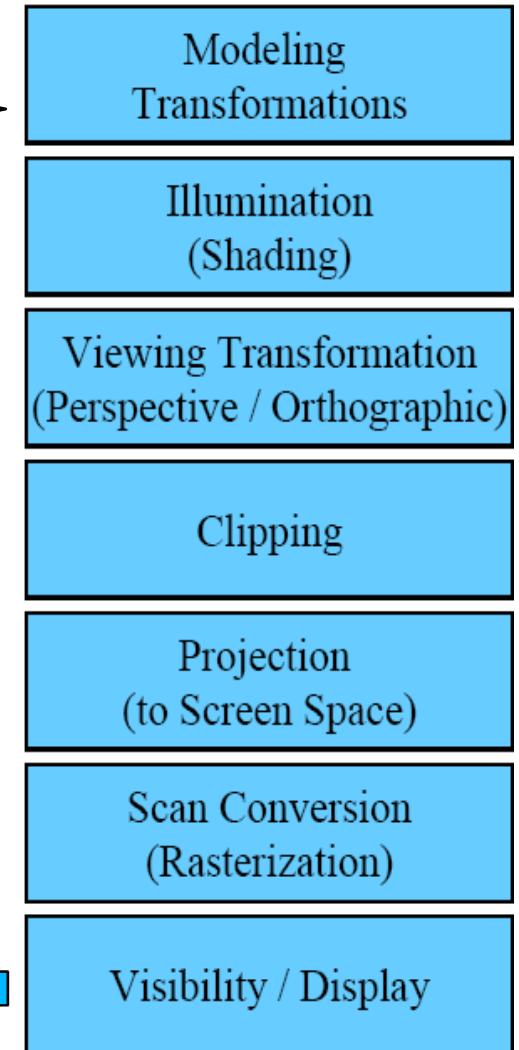 Modeling
Transformations
Illumination
(Shading)
Viewing Transformation
(Perspective / Orthographic)
Clipping
Projection
(to Screen Space)
Scan Conversion
(Rasterization)
Visibility / Display